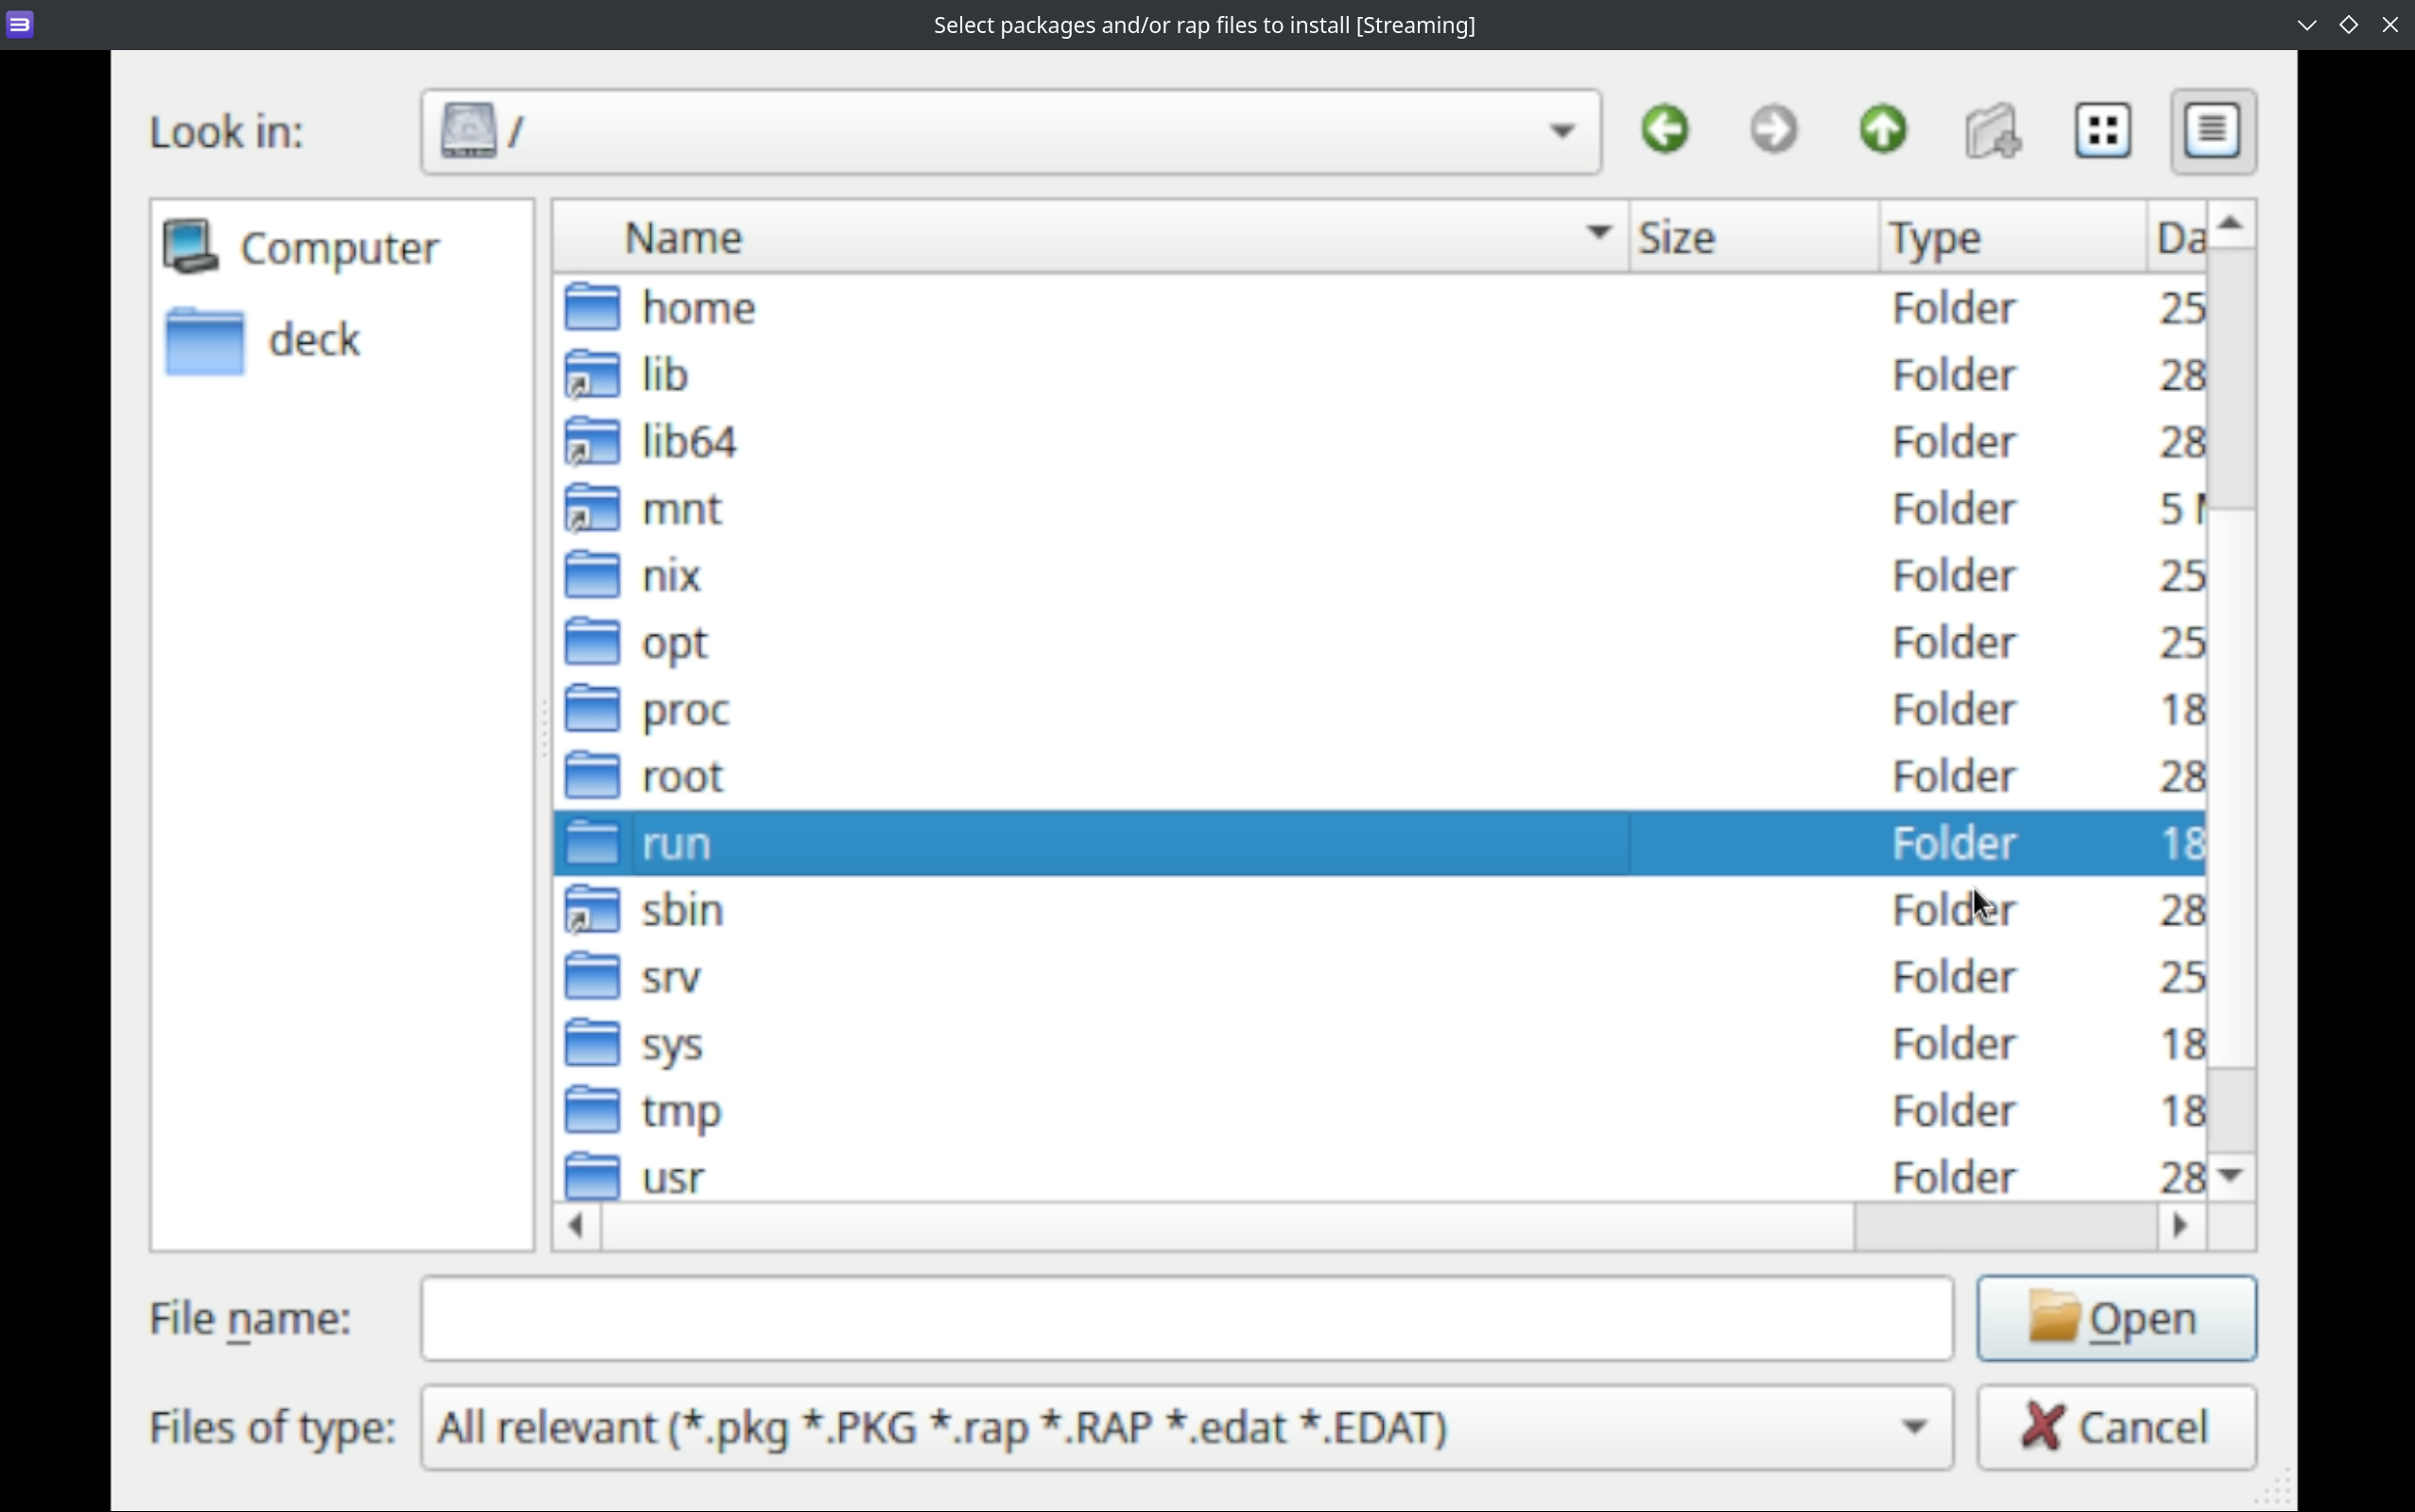 Select packages and/or rap files to install [Streaming]
Look in: /
Computer
deck
Name Size Type Da
home Folder 25
lib Folder 28
lib64 Folder 28
mnt Folder 5
nix Folder 25
opt Folder 25
proc Folder 18
root Folder 28
run Folder 18
sbin Folder 28
srv Folder 25
sys Folder 18
tmp Folder 18
usr Folder 28
File name: Open
Files of type: All relevant (*.pkg *.PKG *.rap *.RAP *.edat *.EDAT) Cancel